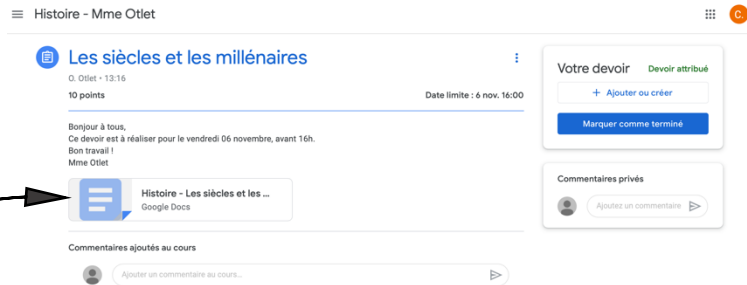 Histoire - Mme Otlet
C.
Les siècles et les millénaires
O. Otlet • 13:16
10 points
Date limite : 6 nov. 16:00
Bonjour à tous,
Ce devoir est à réaliser pour le vendredi 06 novembre, avant 16h.
Bon travail !
Mme Otlet
Histoire - Les siècles et les ...
Google Docs
Commentaires ajoutés au cours
Ajouter un commentaire au cours...
Votre devoir
Devoir attribué
+ Ajouter ou créer
Marquer comme terminé
Commentaires privés
Ajoutez un commentaire